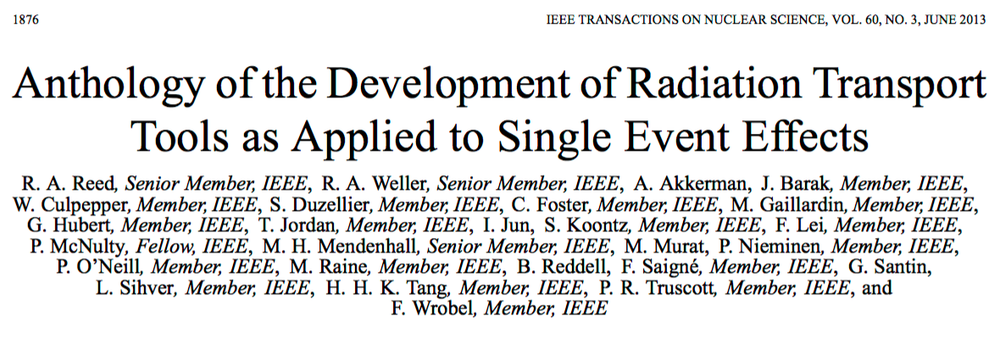 1876
IEEE TRANSACTIONS ON NUCLEAR SCIENCE, VOL. 60, NO. 3, JUNE 2013
Anthology of the Development of Radiation Transport
Tools as Applied to Single Event Effects
R. A. Reed, Senior Member, IEEE, R. A. Weller, Senior Member, IEEE, A. Akkerman, J. Barak, Member, IEEE,
W. Culpepper, Member, IEEE, S. Duzellier, Member, IEEE, C. Foster, Member, IEEE, M. Gaillardin, Member, IEEE,
G. Hubert, Member, IEEE, T. Jordan, Member, IEEE, I. Jun, S. Koontz, Member, IEEE, F. Lei, Member, IEEE,
P. McNulty, Fellow, IEEE, M. H. Mendenhall, Senior Member, IEEE, M. Murat, P. Nieminen, Member, IEEE,
P. O’Neill, Member, IEEE, M. Raine, Member, IEEE, B. Reddell, F. Saigné, Member, IEEE, G. Santin,
L. Sihver, Member, IEEE, H. H. K. Tang, Member, IEEE, P. R. Truscott, Member, IEEE, and
F. Wrobel, Member, IEEE